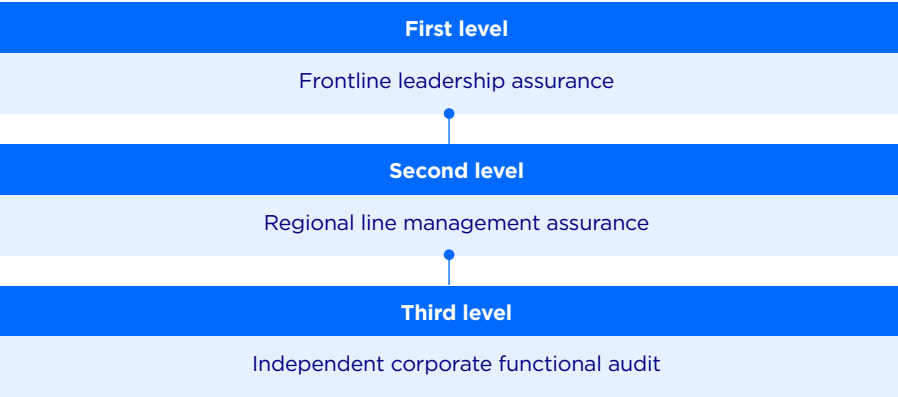 First level
Frontline leadership assurance
Second level
Regional line management assurance
Third level
Independent corporate functional audit